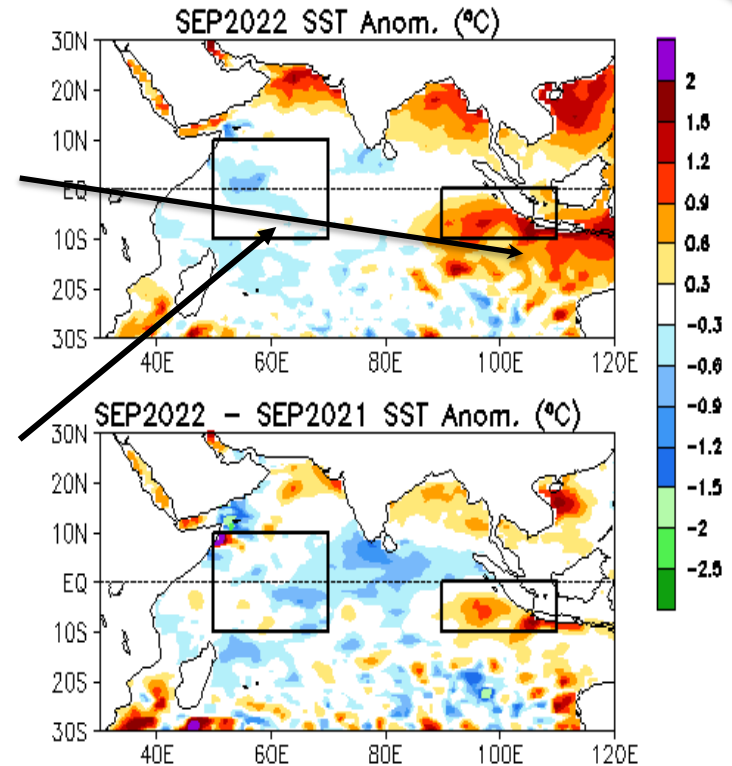 SEP2022 SST Anom. (°C)
30N
20N
10N
EQ
10S
20S
30S
40E 60E 80E 100E 120E
SEP2022 - SEP2021 SST Anom. (°C)
30N
20N
10N
EQ
10S
20S
30S
40E 60E 80E 100E 120E
2
1.5
1.2
0.9
0.6
0.3
-0.3
-0.6
-0.9
-1.2
-1.5
-2
-2.5